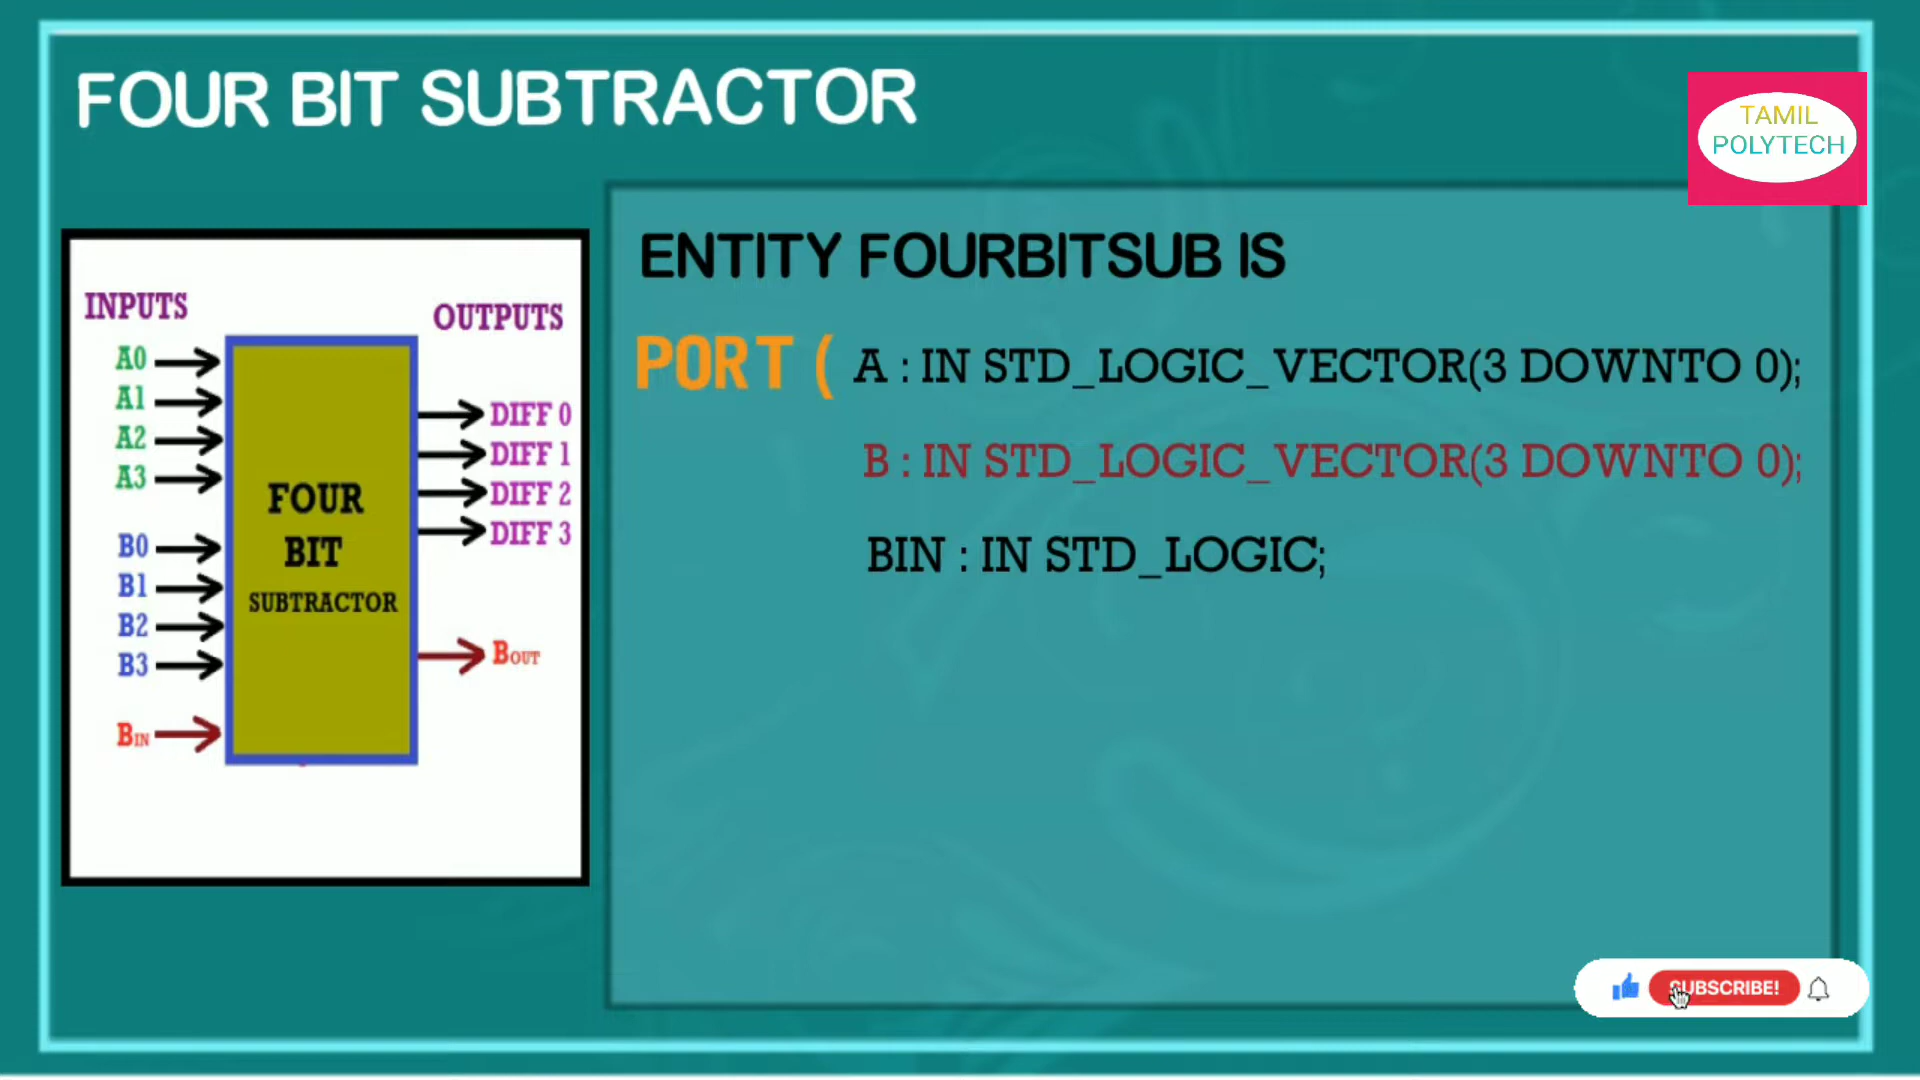 FOUR BIT SUBTRACTOR
TAMIL
POLYTECH
INPUTS
OUTPUTS
A0
A1
A2
A3
B0
B1
B2
B3
BIN
FOUR
BIT
SUBTRACTOR
DIFF 0
DIFF 1
DIFF 2
DIFF 3
BOUT
ENTITY FOURBITSUB IS
PORT ( A : IN STD_LOGIC_VECTOR(3 DOWNTO 0);
B : IN STD_LOGIC_VECTOR(3 DOWNTO 0);
BIN : IN STD_LOGIC;
SUBSCRIBE!